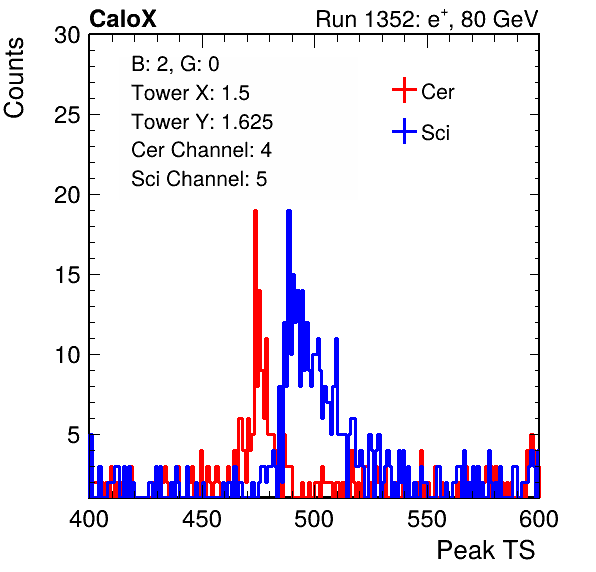 CaloX Run 1352: e⁺, 80 GeV
Counts
30
25
20
15
10
5
B: 2, G: 0
Tower X: 1.5
Tower Y: 1.625
Cer Channel: 4
Sci Channel: 5
Cer
Sci
400 450 500 550 600
Peak TS